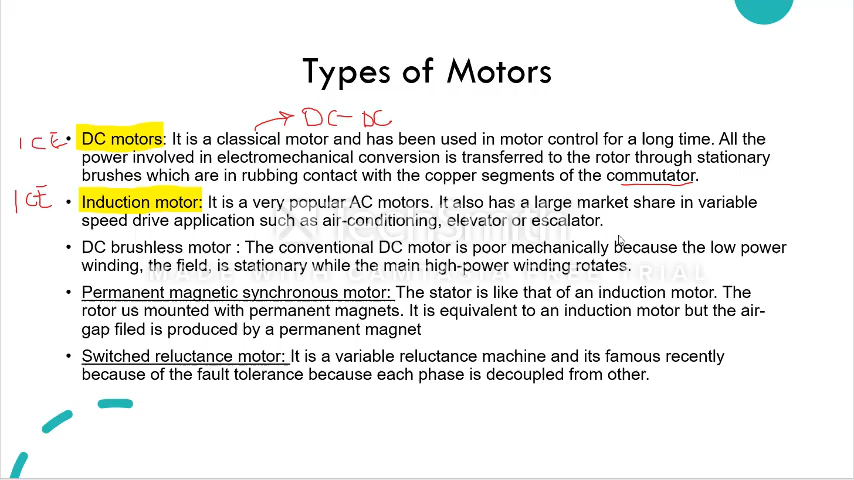 Types of Motors
DC - DC
ICE
• DC motors: It is a classical motor and has been used in motor control for a long time. All the
power involved in electromechanical conversion is transferred to the rotor through stationary
brushes which are in rubbing contact with the copper segments of the commutator.
ICE
• Induction motor: It is a very popular AC motors. It also has a large market share in variable
speed drive application such as air-conditioning, elevator or escalator.
TechSmith
• DC brushless motor : The conventional DC motor is poor mechanically because the low power
winding, the field, is stationary while the main high-power winding rotates.
MADE WITH CAMTASIA FREE TRIAL
• Permanent magnetic synchronous motor: The stator is like that of an induction motor. The
rotor us mounted with permanent magnets. It is equivalent to an induction motor but the air-
gap filed is produced by a permanent magnet
• Switched reluctance motor: It is a variable reluctance machine and its famous recently
because of the fault tolerance because each phase is decoupled from other.